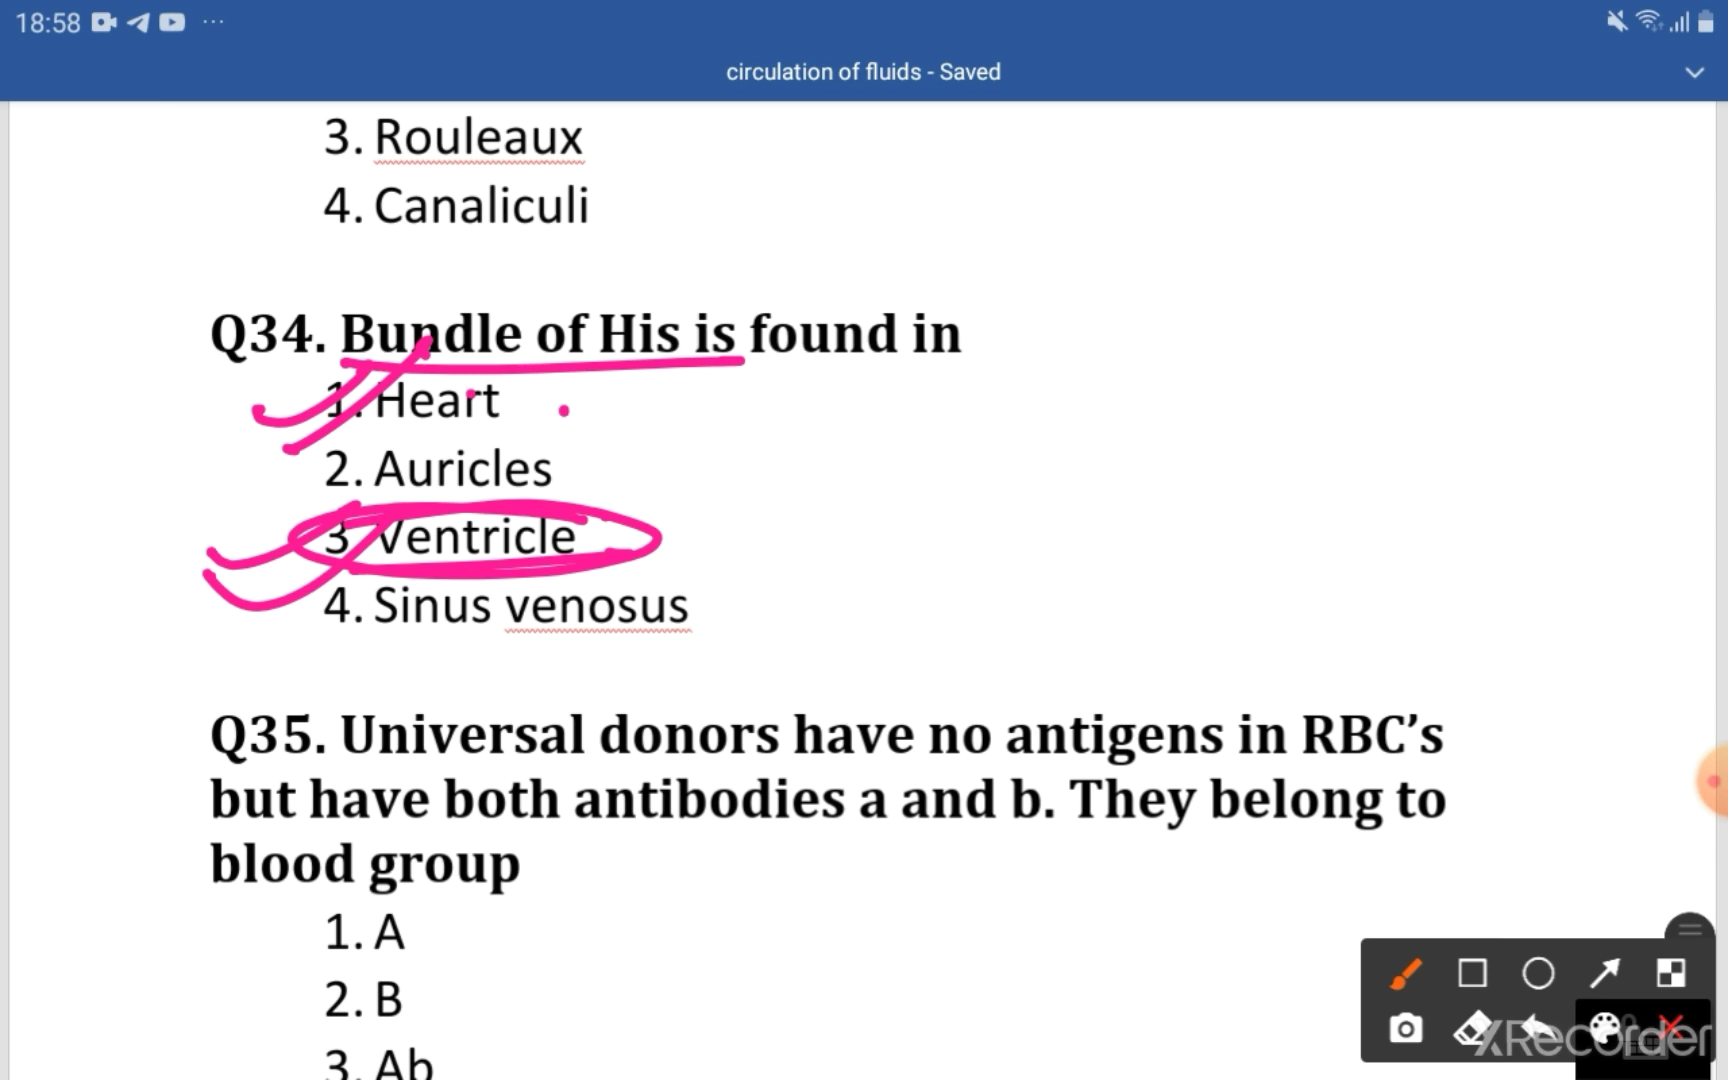 18:58 ...
circulation of fluids - Saved
3. Rouleaux
4. Canaliculi
Q34. Bundle of His is found in
1. Heart
2. Auricles
3 Ventricle
4. Sinus venosus
Q35. Universal donors have no antigens in RBC’s
but have both antibodies a and b. They belong to
blood group
1. A
2. B
3. Ab
XRecorder